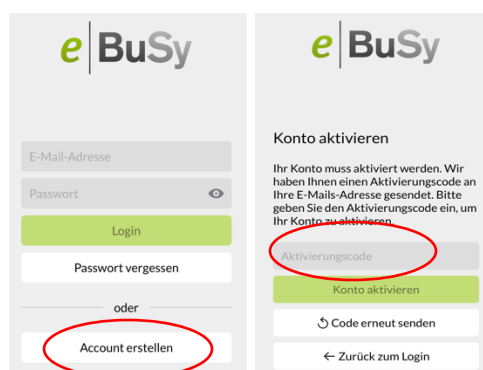 e|BuSy
E-Mail-Adresse
Passwort
Login
Passwort vergessen
oder
Account erstellen
e|BuSy
Konto aktivieren
Ihr Konto muss aktiviert werden. Wir
haben Ihnen einen Aktivierungscode an
Ihre E-Mails-Adresse gesendet. Bitte
geben Sie den Aktivierungscode ein, um
Ihr Konto zu aktivieren.
Aktivierungscode
Konto aktivieren
Code erneut senden
← Zurück zum Login